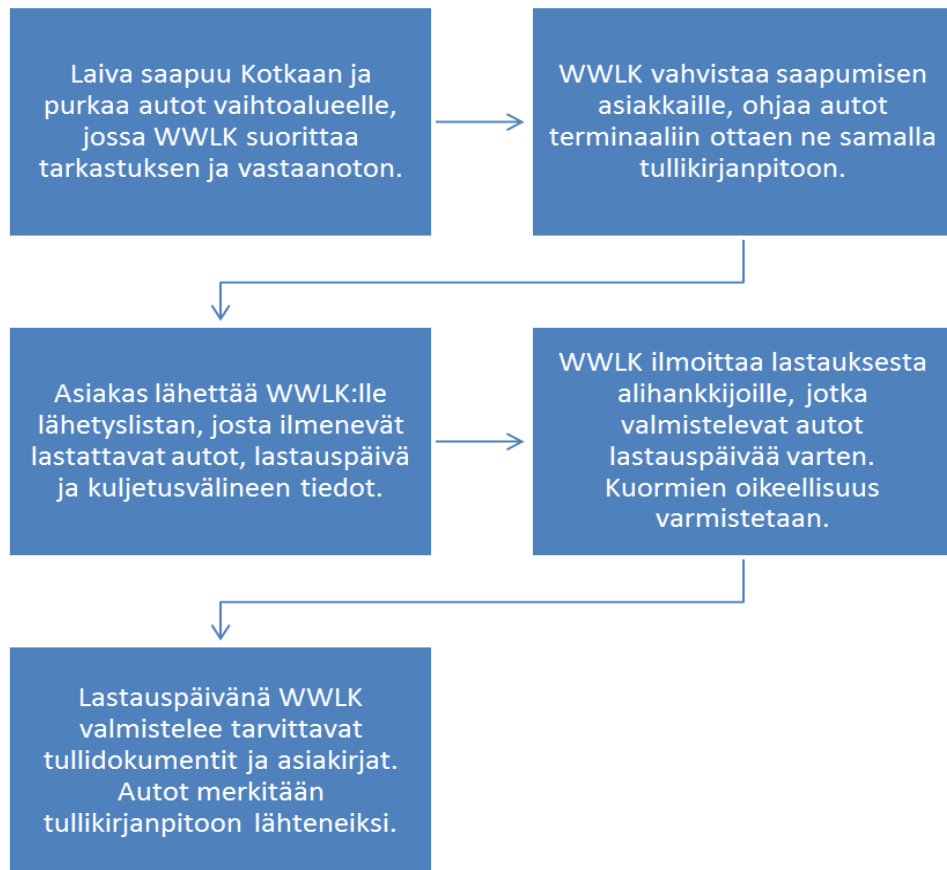 Laiva saapuu Kotkaan ja
purkaa autot vaihtoalueelle,
jossa WWLK suorittaa
tarkastuksen ja vastaanoton.
WWLK vahvistaa saapumisen
asiakkaille, ohjaa autot
terminaaliin ottaen ne samalla
tullikirjanpitoon.
Asiakas lähettää WWLK:lle
lähetyslistan, josta ilmenevät
lastattavat autot, lastauspäivä
ja kuljetusvälineen tiedot.
WWLK ilmoittaa lastauksesta
alihankkijoille, jotka
valmistelevat autot
lastauspäivää varten.
Kuormien oikeellisuus
varmistetaan.
Lastauspäivänä WWLK
valmistelee tarvittavat
tullidokumentit ja asiakirjat.
Autot merkitään
tullikirjanpitoon lähteneiksi.